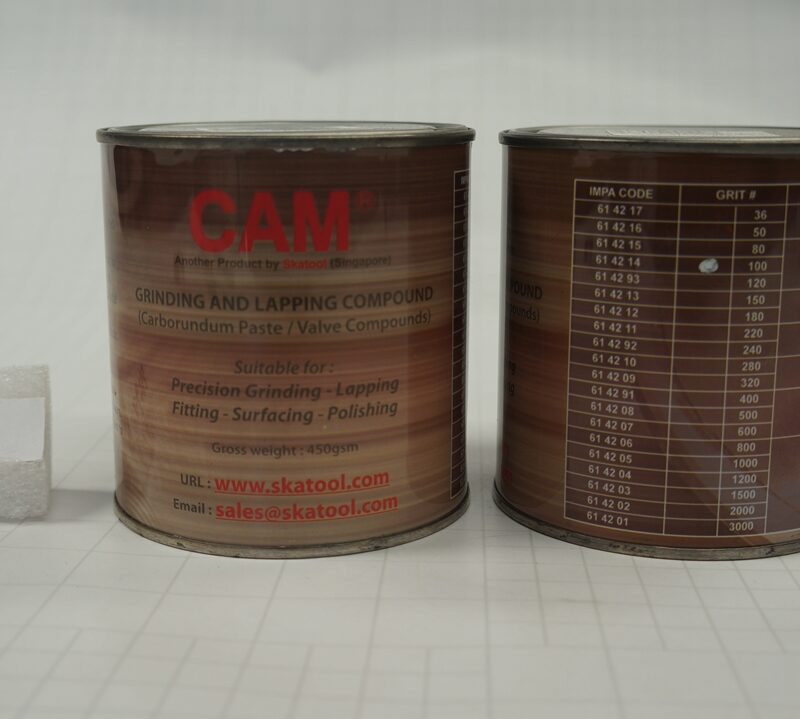 CAM®
Another Product by Skatool (Singapore)
GRINDING AND LAPPING COMPOUND
(Carborundum Paste / Valve Compounds)
Suitable for :
Precision Grinding - Lapping
Fitting - Surfacing - Polishing
Gross weight : 450gsm
URL : www.skatool.com
Email : sales@skatool.com
IMPA CODE GRIT #
61 42 17 36
61 42 16 50
61 42 15 80
61 42 14 100
61 42 93 120
61 42 13 150
61 42 12 180
61 42 11 220
61 42 92 240
61 42 10 280
61 42 09 320
61 42 91 400
61 42 08 500
61 42 07 600
61 42 06 800
61 42 05 1000
61 42 04 1200
61 42 03 1500
61 42 02 2000
61 42 01 3000